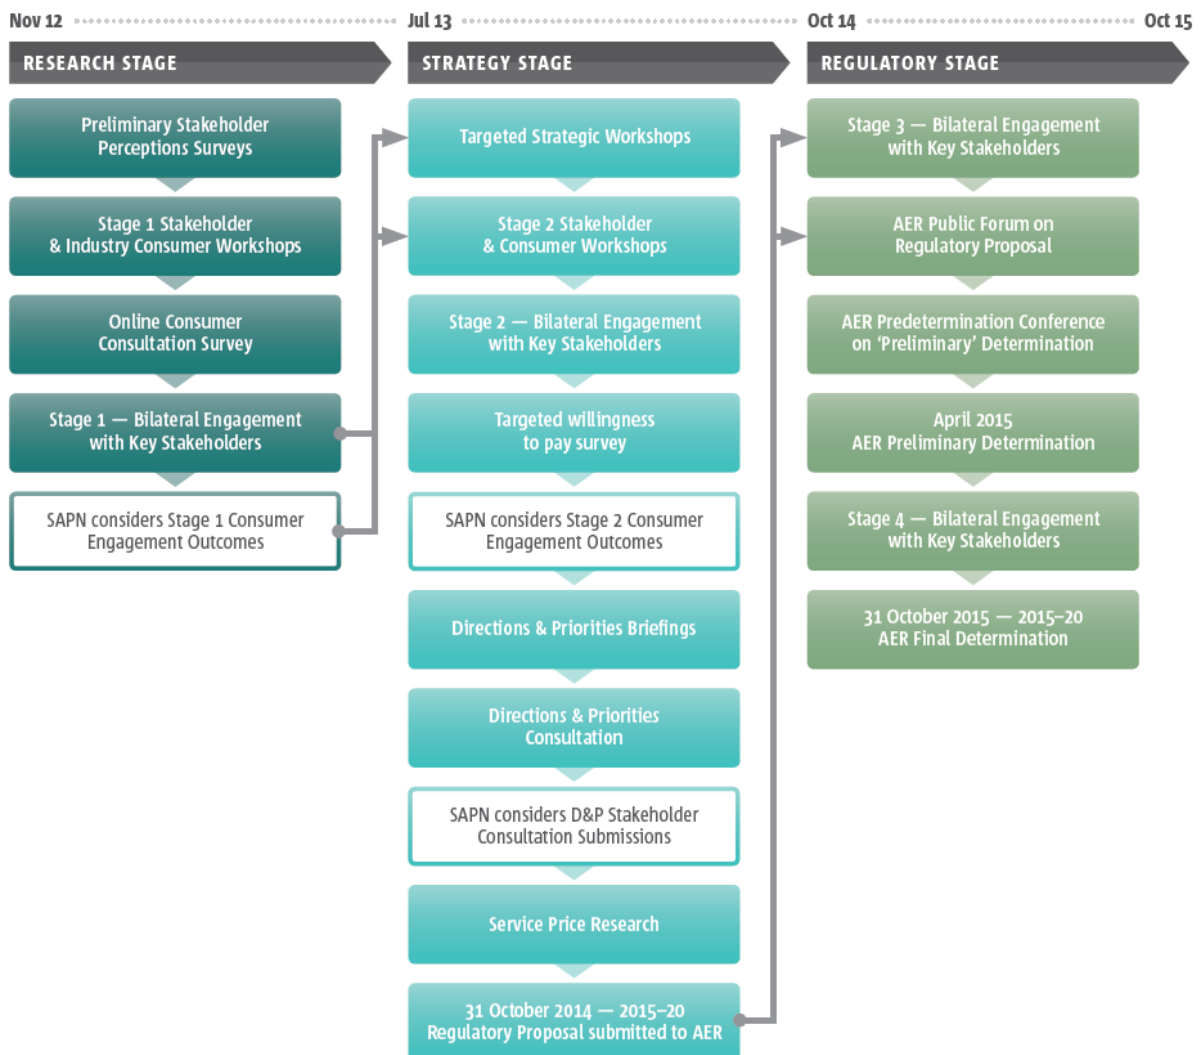 Nov 12
Jul 13
Oct 14
Oct 15
RESEARCH STAGE
STRATEGY STAGE
REGULATORY STAGE
Preliminary Stakeholder
Perceptions Surveys
Stage 1 Stakeholder
& Industry Consumer Workshops
Online Consumer
Consultation Survey
Stage 1 — Bilateral Engagement
with Key Stakeholders
SAPN considers Stage 1 Consumer
Engagement Outcomes
Targeted Strategic Workshops
Stage 2 Stakeholder
& Consumer Workshops
Stage 2 — Bilateral Engagement
with Key Stakeholders
Targeted willingness
to pay survey
SAPN considers Stage 2 Consumer
Engagement Outcomes
Directions & Priorities Briefings
Directions & Priorities
Consultation
SAPN considers D&P Stakeholder
Consultation Submissions
Service Price Research
31 October 2014 — 2015–20
Regulatory Proposal submitted to AER
Stage 3 — Bilateral Engagement
with Key Stakeholders
AER Public Forum on
Regulatory Proposal
AER Predetermination Conference
on ‘Preliminary’ Determination
April 2015
AER Preliminary Determination
Stage 4 — Bilateral Engagement
with Key Stakeholders
31 October 2015 — 2015–20
AER Final Determination